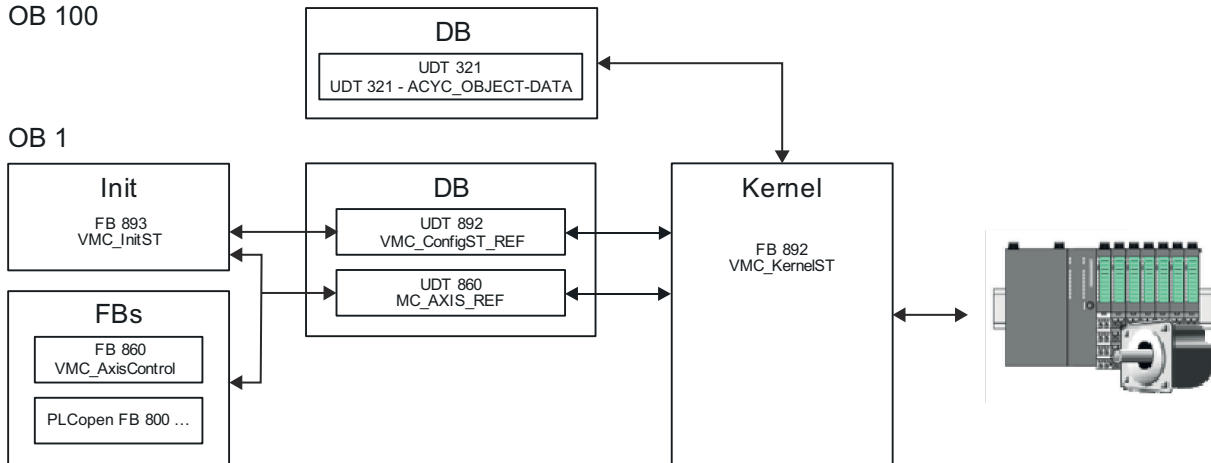 OB 100
DB
UDT 321
UDT 321 - ACYC_OBJECT-DATA
OB 1
Init
FB 893
VMC_InitST
DB
UDT 892
VMC_ConfigST_REF
UDT 860
MC_AXIS_REF
Kernel
FB 892
VMC_KernelST
FBs
FB 860
VMC_AxisControl
PLCopen FB 800 ...